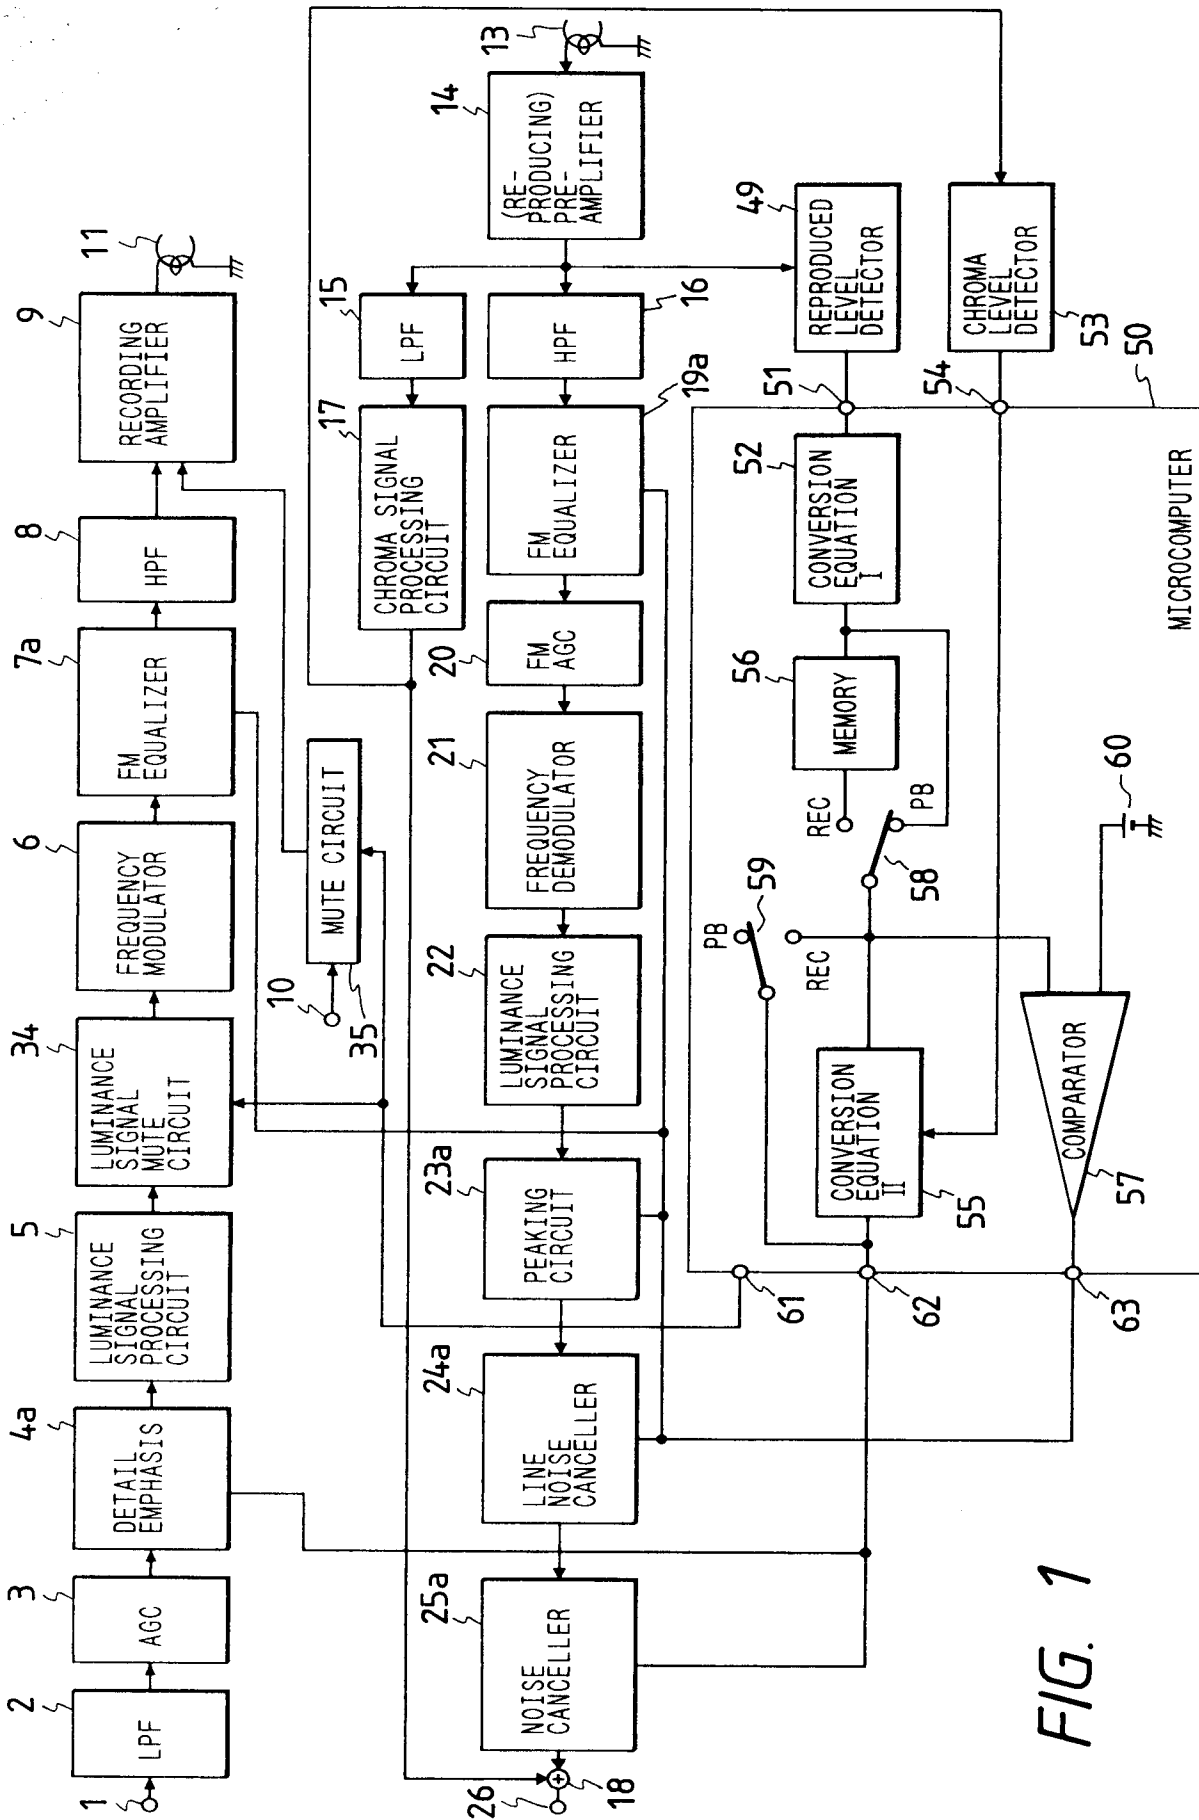 1
2
LPF
3
AGC
4a
DETAIL
EMPHASIS
5
LUMINANCE
SIGNAL
PROCESSING
CIRCUIT
34
LUMINANCE
SIGNAL
MUTE
CIRCUIT
6
FREQUENCY
MODULATOR
7a
FM
EQUALIZER
8
HPF
9
RECORDING
AMPLIFIER
11
10
35
MUTE CIRCUIT
17
CHROMA SIGNAL
PROCESSING
CIRCUIT
15
LPF
13
14
(RE-
PRODUCING)
PRE-
AMPLIFIER
26
18
25a
NOISE
CANCELLER
24a
LINE
NOISE
CANCELLER
23a
PEAKING
CIRCUIT
22
LUMINANCE
SIGNAL
PROCESSING
CIRCUIT
21
FREQUENCY
DEMODULATOR
20
FM
AGC
FM
EQUALIZER
19a
HPF
16
49
REPRODUCED
LEVEL
DETECTOR
CHROMA
LEVEL
DETECTOR
53
50
51
54
52
CONVERSION
EQUATION
I
56
MEMORY
REC
PB
58
PB
59
REC
60
CONVERSION
EQUATION
II
55
COMPARATOR
57
61
62
63
MICROCOMPUTER
FIG. 1